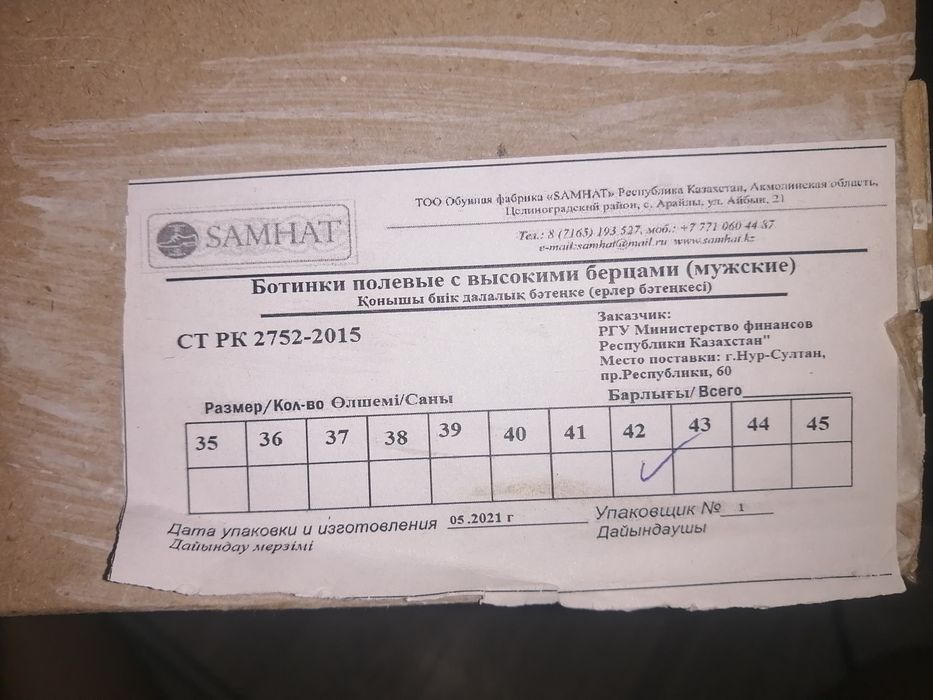 SAMHAT
ТОО Обувная фабрика «SAMHAT» Республика Казахстан, Акмолинская область,
Целиноградский район, с. Арайлы, ул. Айбын, 21
Тел.: 8 (7165) 193 527, моб.: +7 771 060 44 87
e-mail:samhat@mail.ru www.samhat.kz
Ботинки полевые с высокими берцами (мужские)
Қонышы биік далалық бәтеңке (ерлер бәтеңкесі)
СТ РК 2752-2015
Заказчик:
РГУ Министерство финансов
Республики Казахстан"
Место поставки: г.Нур-Султан,
пр.Республики, 60
Размер/Кол-во Өлшемі/Саны
Барлығы/Всего
35 36 37 38 39 40 41 42 43 44 45
Дата упаковки и изготовления 05.2021 г
Дайындау мерзімі
Упаковщик № 1
Дайындаушы